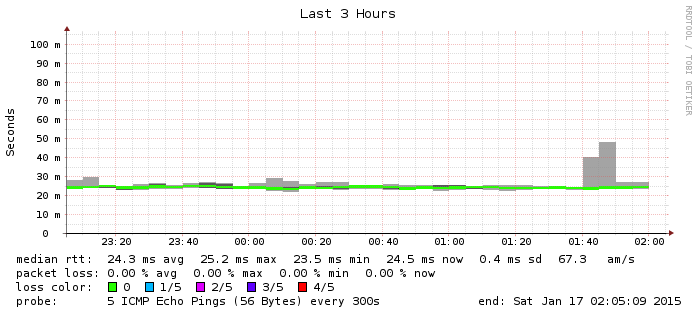 Last 3 Hours
RRDTOOL / TOBI OETIKER
Seconds
100 m
90 m
80 m
70 m
60 m
50 m
40 m
30 m
20 m
10 m
0
23:20 23:40 00:00 00:20 00:40 01:00 01:20 01:40 02:00
median rtt: 24.3 ms avg 25.2 ms max 23.5 ms min 24.5 ms now 0.4 ms sd 67.3 am/s
packet loss: 0.00 % avg 0.00 % max 0.00 % min 0.00 % now
loss color: 0 1/5 2/5 3/5 4/5
probe: 5 ICMP Echo Pings (56 Bytes) every 300s end: Sat Jan 17 02:05:09 2015